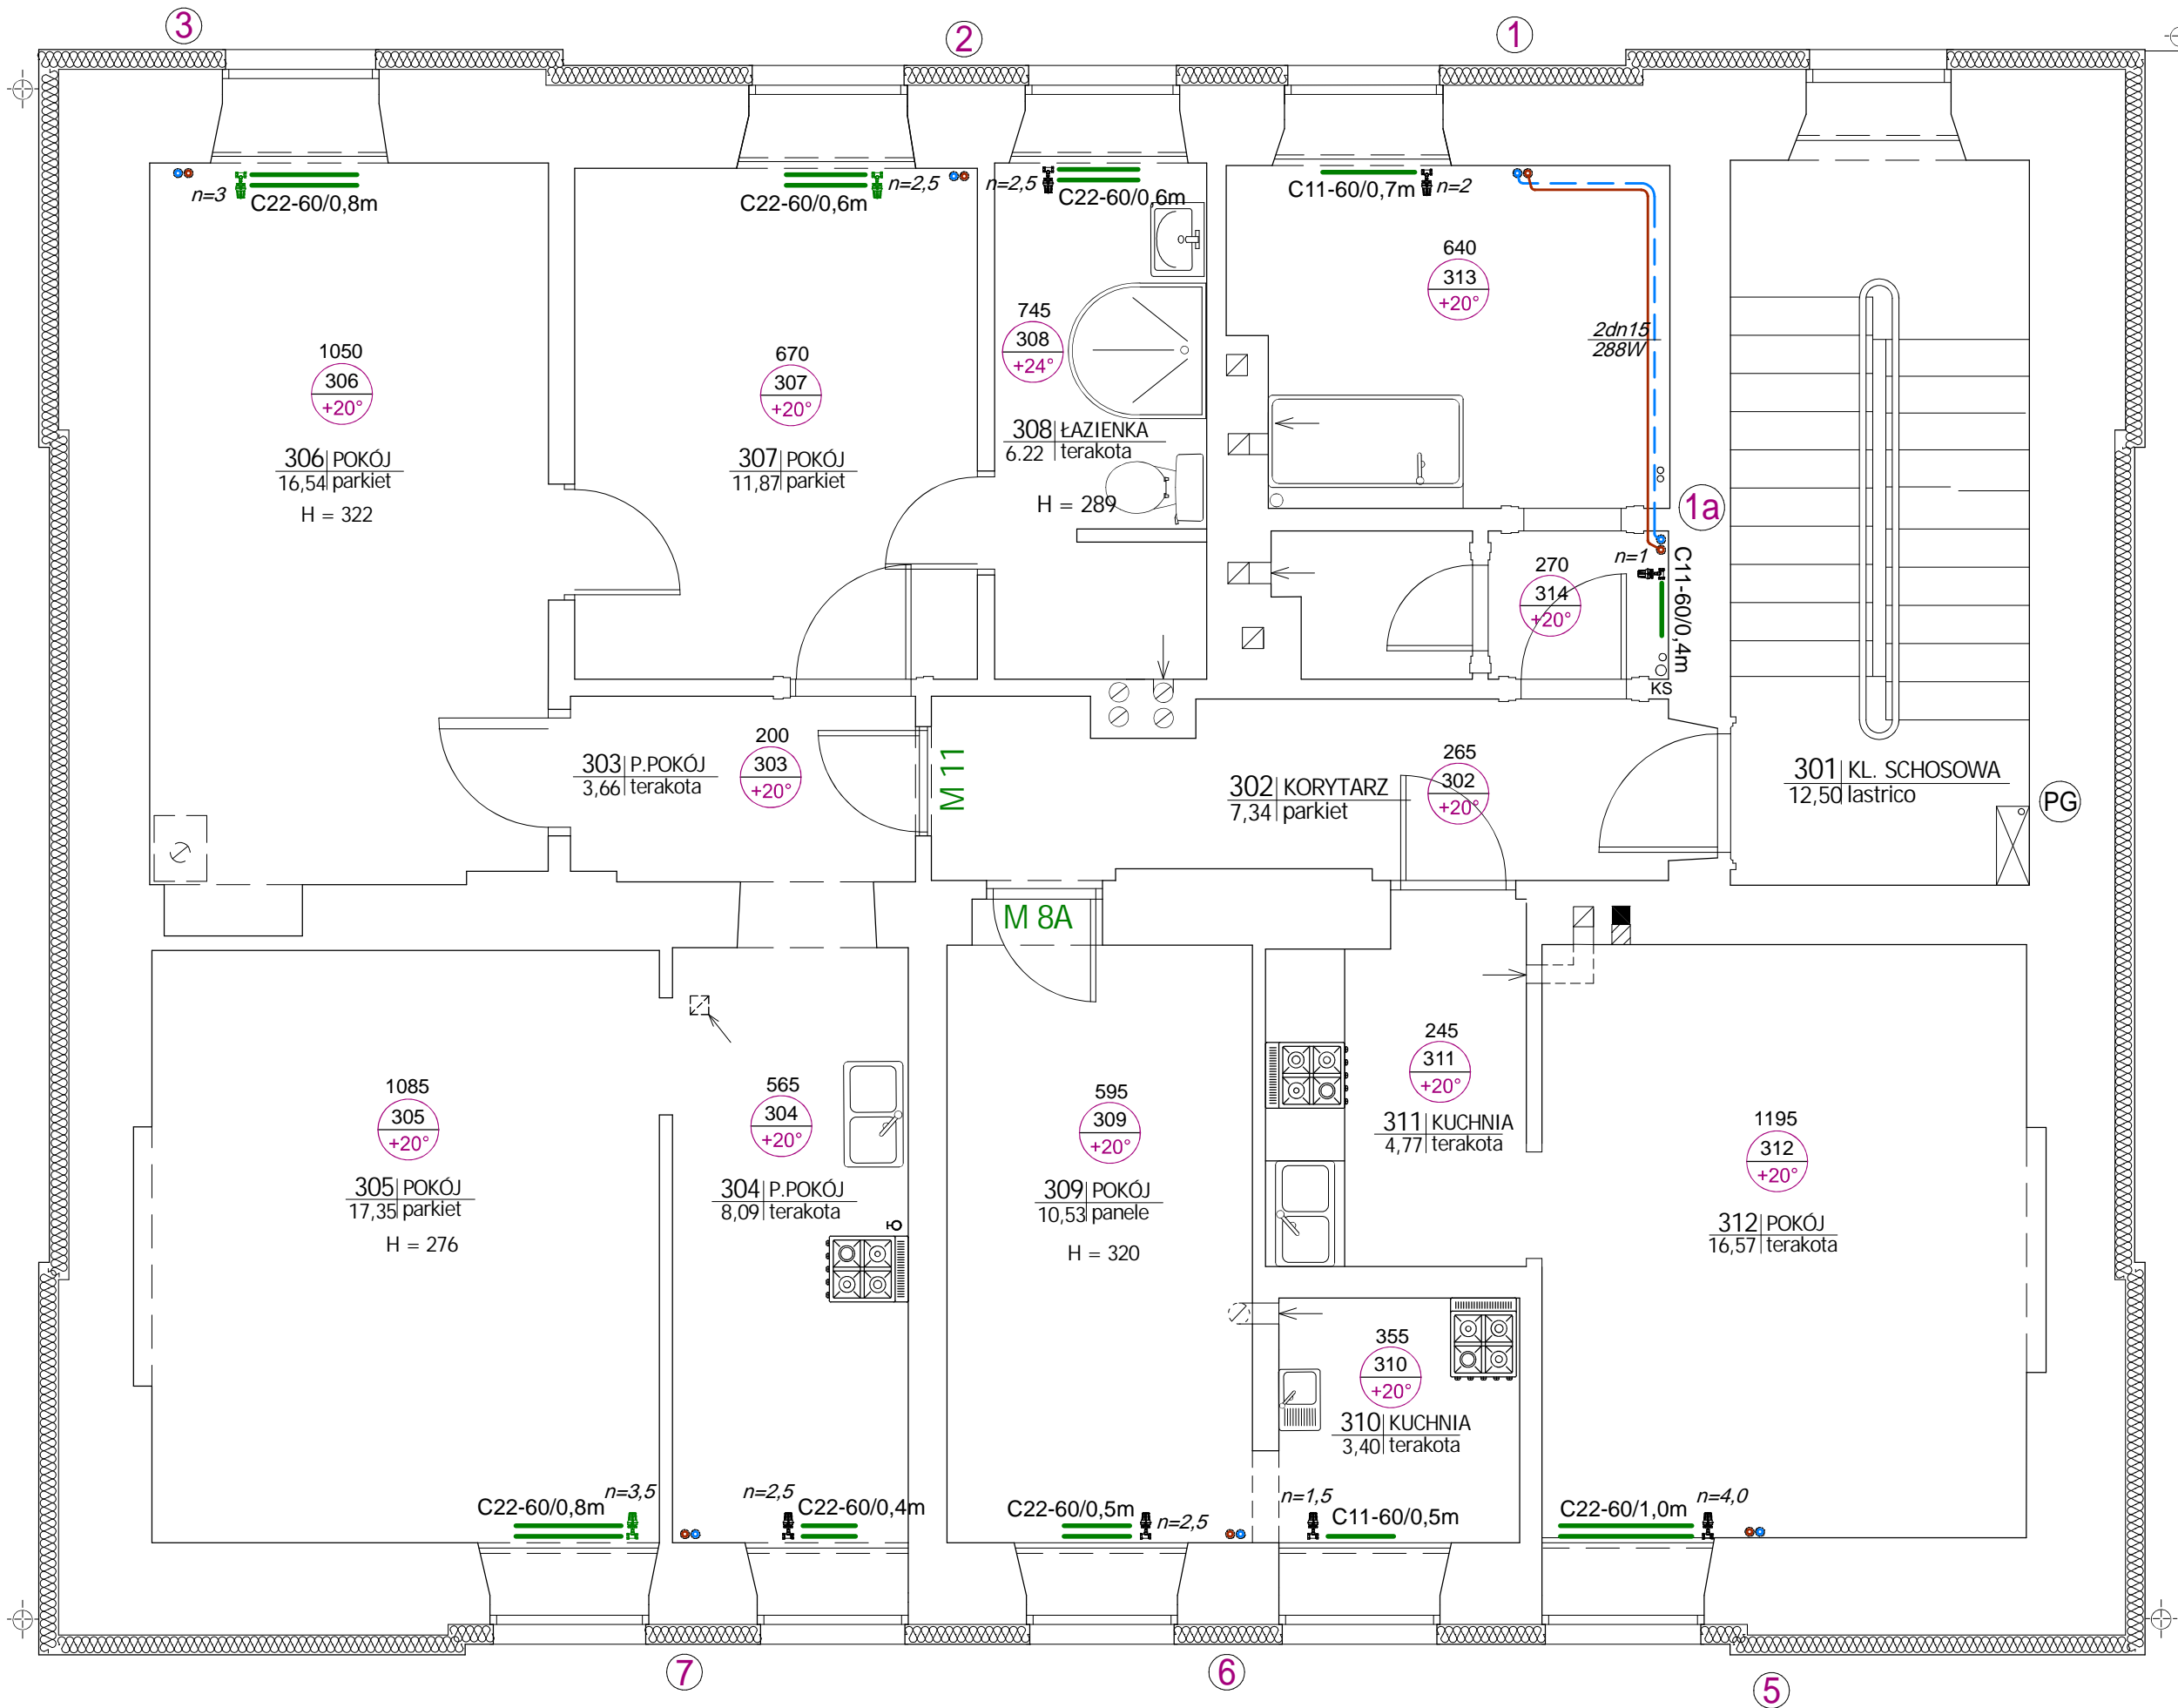 3
2
1
n=3
C22-60/0,8m
C22-60/0,6m
n=2,5
n=2,5
C22-60/0,6m
C11-60/0,7m
n=2
1050
306
+20°
306 POKÓJ
16,54 parkiet
H = 322
670
307
+20°
307 POKÓJ
11,87 parkiet
745
308
+24°
308 ŁAZIENKA
6.22 terakota
H = 289
640
313
+20°
2dn15
288W
1a
n=1
C11-60/0,4m
270
314
+20°
KS
200
303
+20°
303 P.POKÓJ
3,66 terakota
M 11
265
302
+20°
302 KORYTARZ
7,34 parkiet
301 KL. SCHOSOWA
12,50 lastrico
PG
M 8A
1085
305
+20°
305 POKÓJ
17,35 parkiet
H = 276
565
304
+20°
304 P.POKÓJ
8,09 terakota
595
309
+20°
309 POKÓJ
10,53 panele
H = 320
245
311
+20°
311 KUCHNIA
4,77 terakota
1195
312
+20°
312 POKÓJ
16,57 terakota
355
310
+20°
310 KUCHNIA
3,40 terakota
C22-60/0,8m
n=3,5
n=2,5
C22-60/0,4m
C22-60/0,5m
n=2,5
n=1,5
C11-60/0,5m
C22-60/1,0m
n=4,0
7
6
5